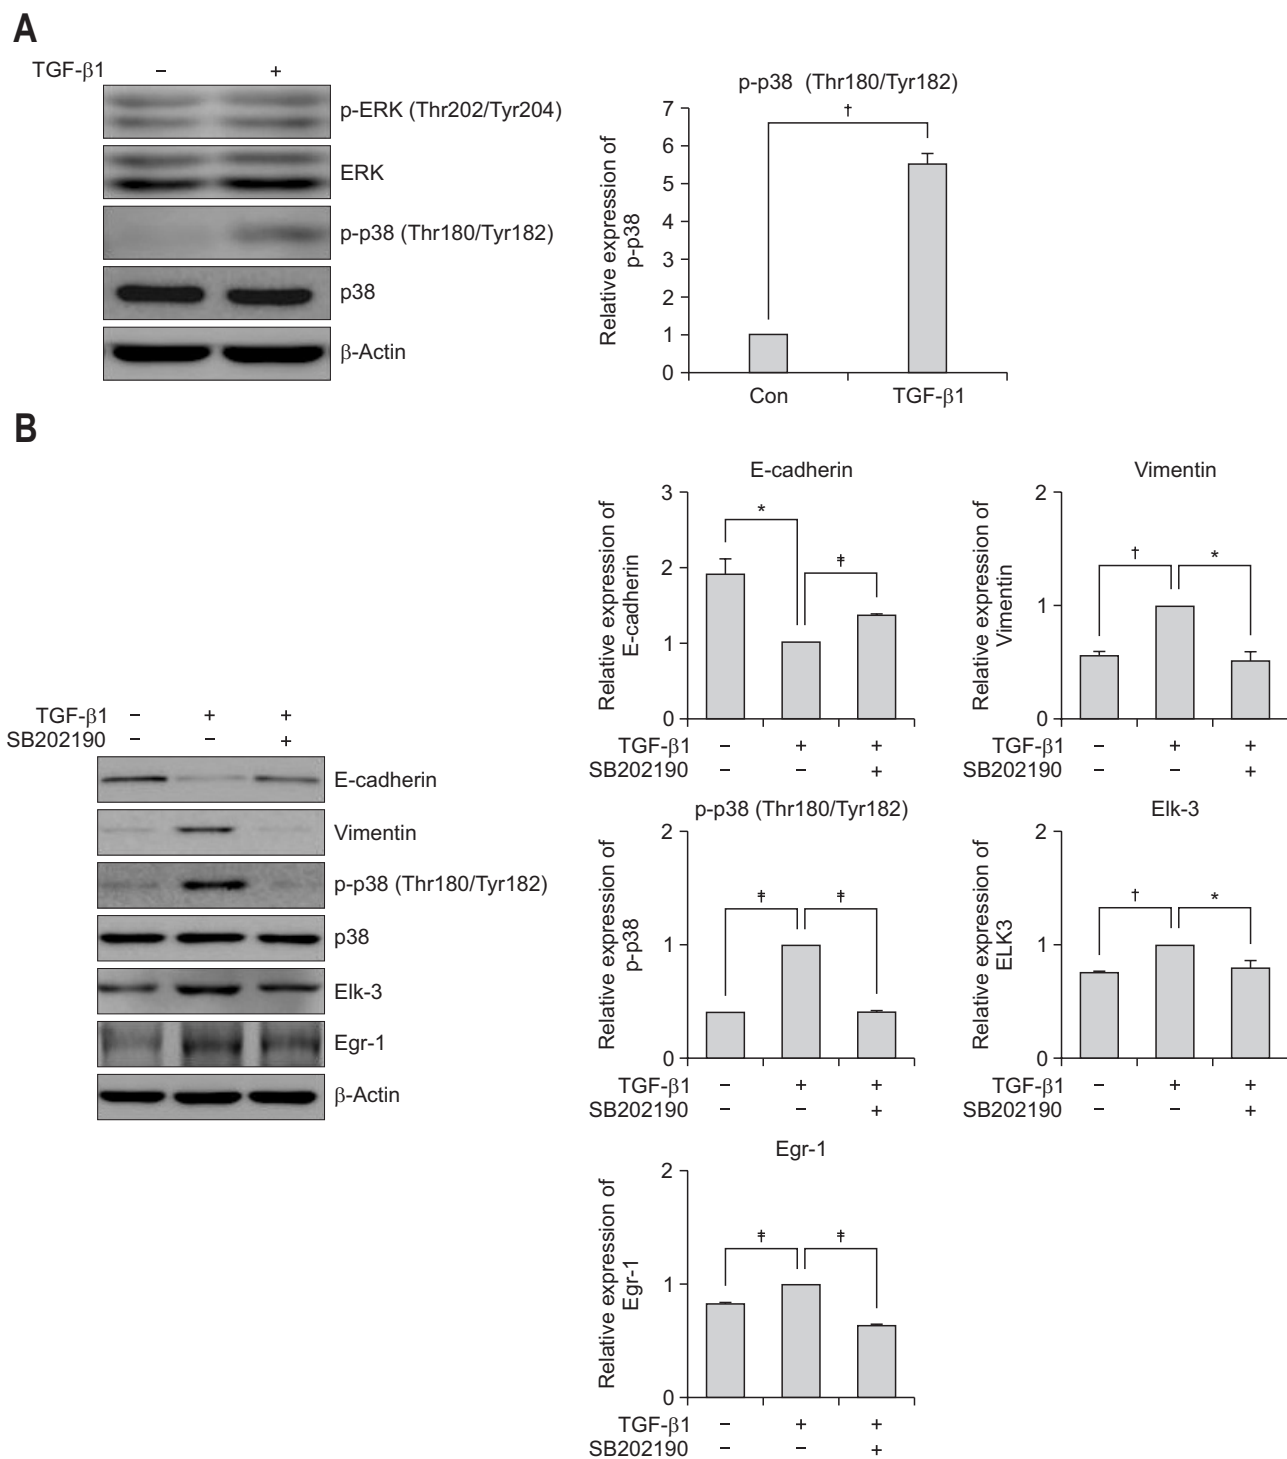 A
TGF-β1 – +
p-ERK (Thr202/Tyr204)
ERK
p-p38 (Thr180/Tyr182)
p38
β-Actin
p-p38 (Thr180/Tyr182)
Relative expression of
p-p38
7
6
5
4
3
2
1
0
†
Con TGF-β1
B
TGF-β1 – + +
SB202190 – – +
E-cadherin
Vimentin
p-p38 (Thr180/Tyr182)
p38
Elk-3
Egr-1
β-Actin
E-cadherin
Relative expression of
E-cadherin
3
2
1
0
* ‡
TGF-β1 – + +
SB202190 – – +
Vimentin
Relative expression of
Vimentin
2
1
0
† *
TGF-β1 – + +
SB202190 – – +
p-p38 (Thr180/Tyr182)
Relative expression of
p-p38
2
1
0
‡ ‡
TGF-β1 – + +
SB202190 – – +
Elk-3
Relative expression of
ELK3
2
1
0
† *
TGF-β1 – + +
SB202190 – – +
Egr-1
Relative expression of
Egr-1
2
1
0
‡ ‡
TGF-β1 – + +
SB202190 – – +